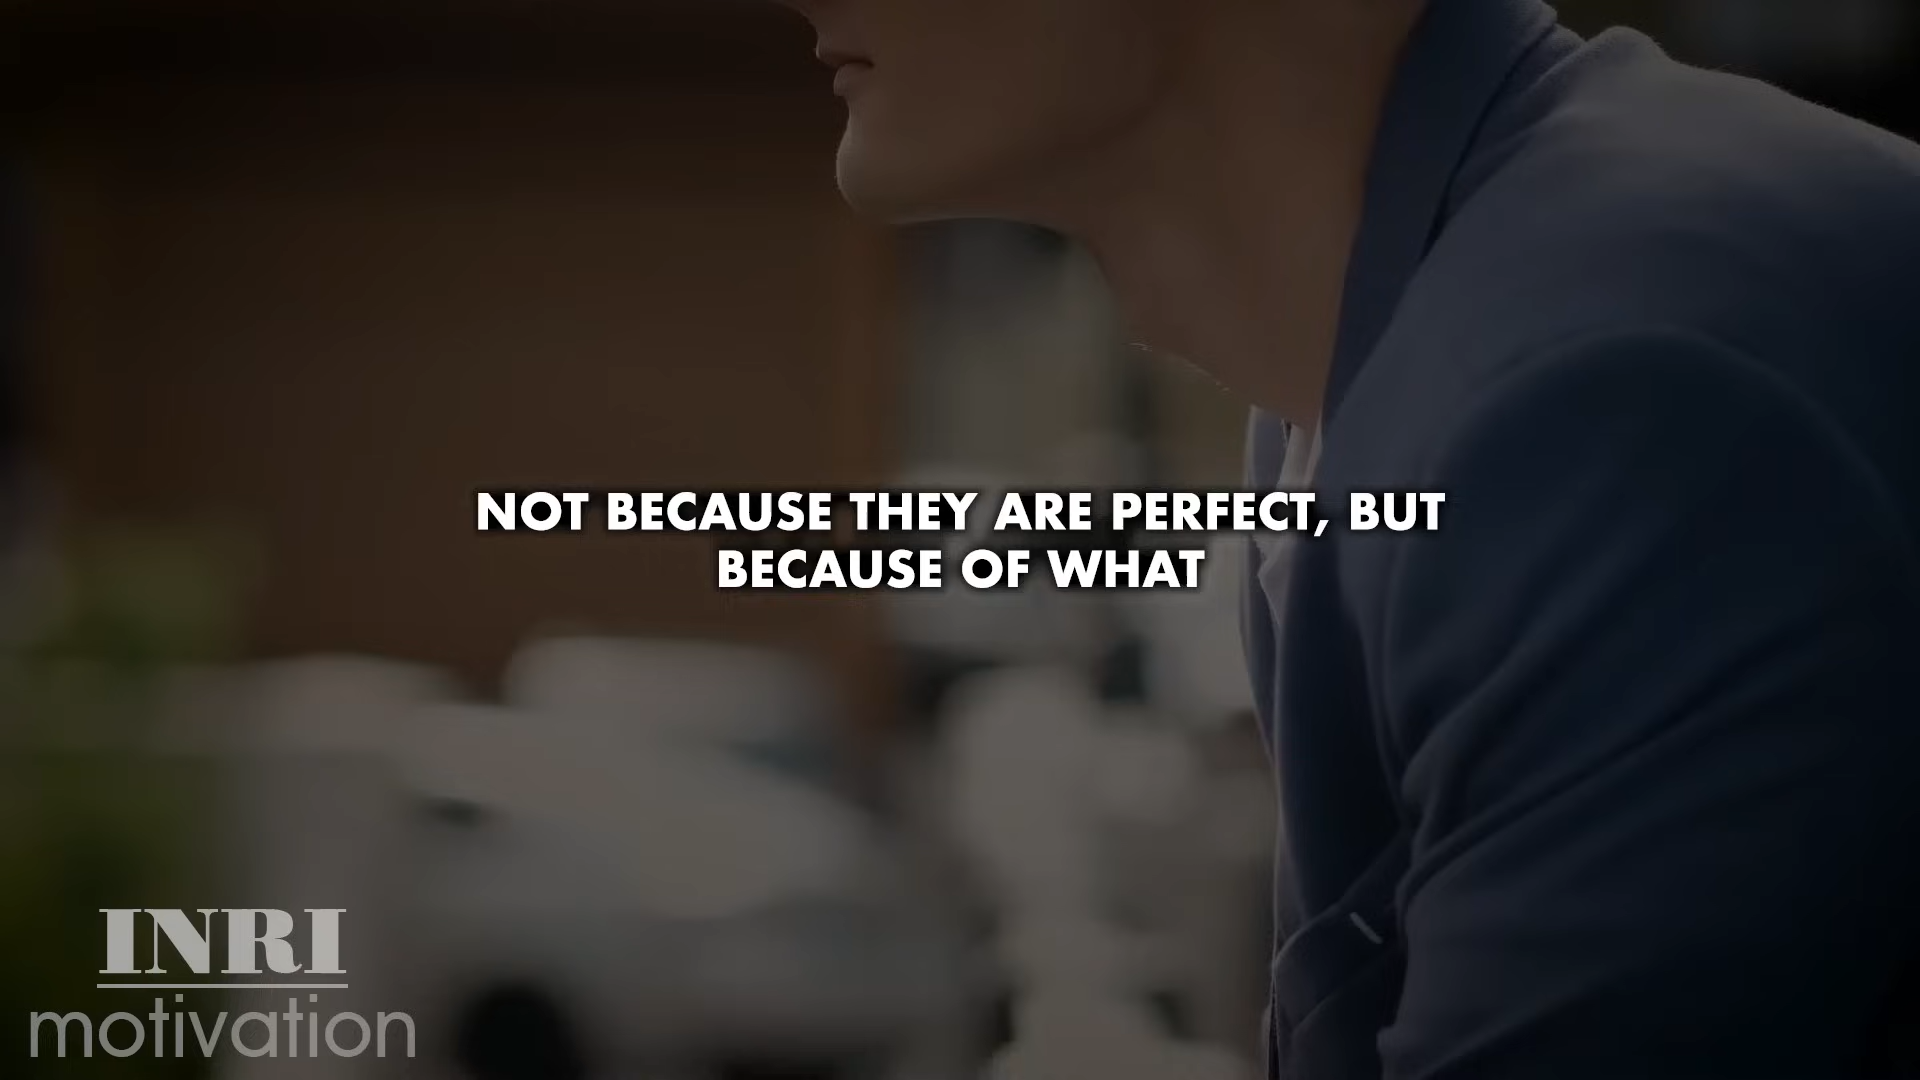 NOT BECAUSE THEY ARE PERFECT, BUT
BECAUSE OF WHAT
INRI
motivation